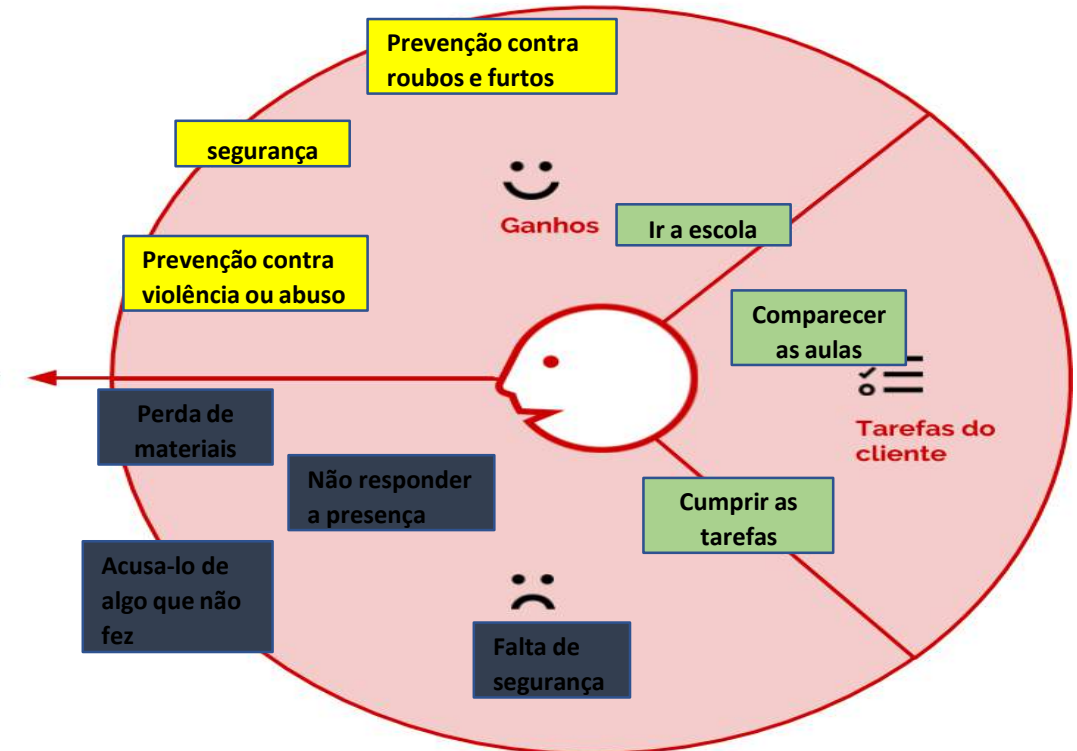 Prevenção contra
roubos e furtos
segurança
Ganhos
Ir a escola
Prevenção contra
violência ou abuso
Comparecer
as aulas
Tarefas do
cliente
Perda de
materiais
Não responder
a presença
Cumprir as
tarefas
Acusa-lo de
algo que não
fez
Falta de
segurança